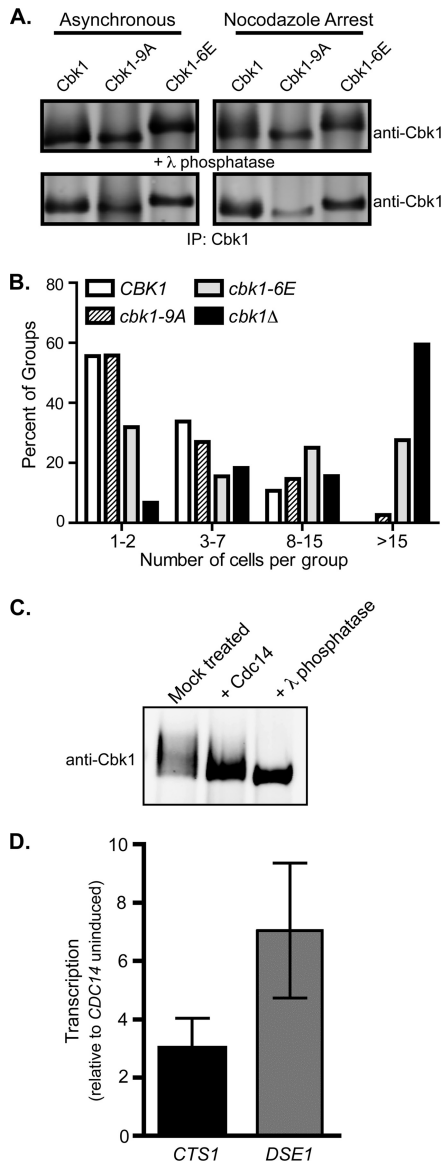 A.
Asynchronous Nocodazole Arrest
Cbk1 Cbk1-9A Cbk1-6E Cbk1 Cbk1-9A Cbk1-6E
anti-Cbk1
+ λ phosphatase
anti-Cbk1
IP: Cbk1
B.
80
60
40
20
0
Percent of Groups
CBK1 cbk1-6E
cbk1-9A cbk1Δ
1-2 3-7 8-15 >15
Number of cells per group
C.
Mock treated + Cdc14 + λ phosphatase
anti-Cbk1
D.
10
8
6
4
2
0
Transcription
(relative to CDC14 uninduced)
CTS1 DSE1